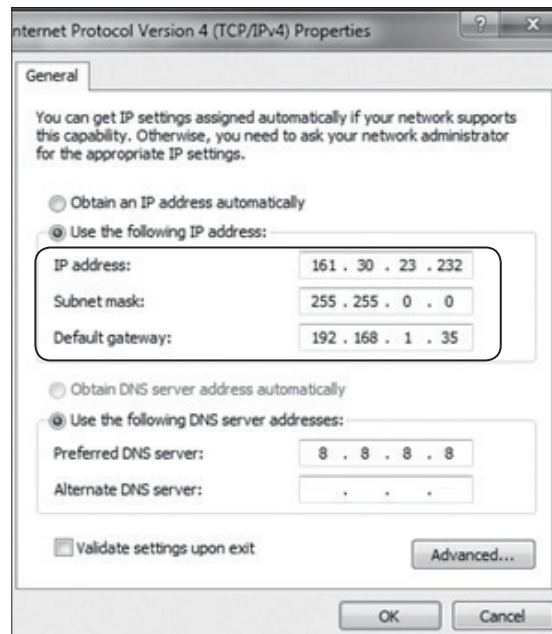 nternet Protocol Version 4 (TCP/IPv4) Properties
? x
General
You can get IP settings assigned automatically if your network supports
this capability. Otherwise, you need to ask your network administrator
for the appropriate IP settings.
Obtain an IP address automatically
Use the following IP address:
IP address: 161 . 30 . 23 . 232
Subnet mask: 255 . 255 . 0 . 0
Default gateway: 192 . 168 . 1 . 35
Obtain DNS server address automatically
Use the following DNS server addresses:
Preferred DNS server: 8 . 8 . 8 . 8
Alternate DNS server: . . .
Validate settings upon exit
Advanced...
OK Cancel